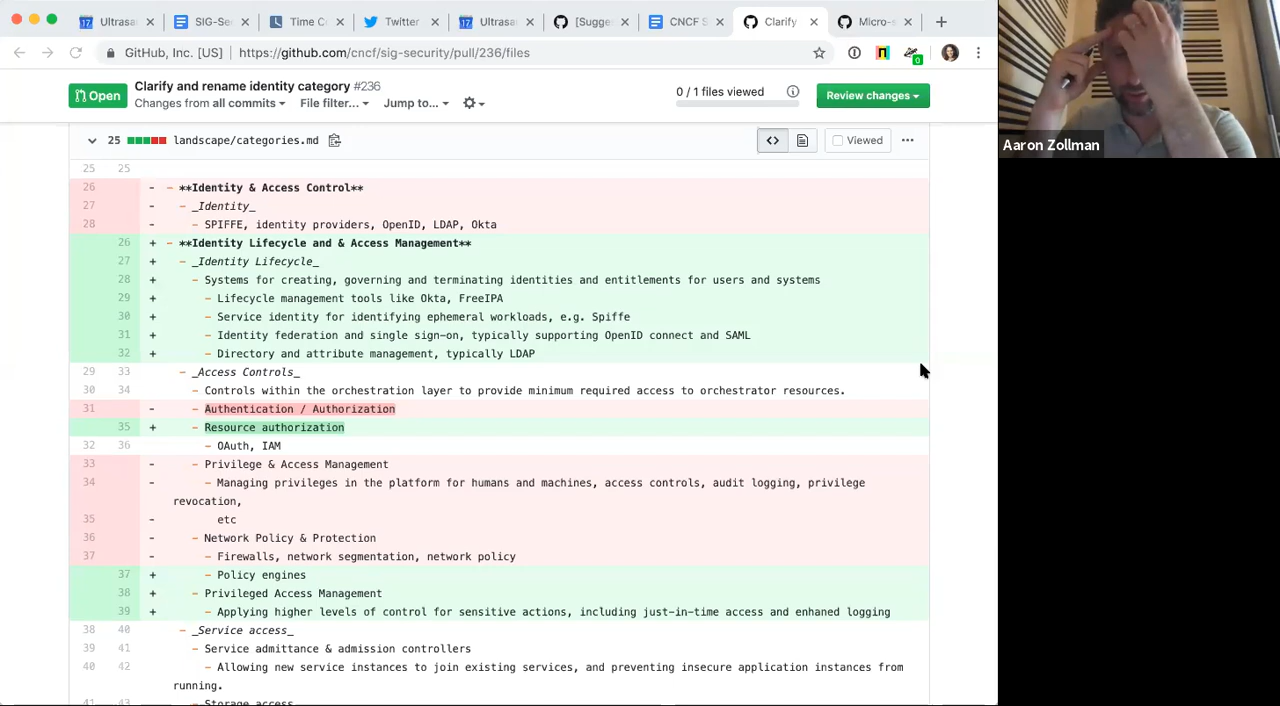 Ultrasa
SIG-Se
Time C
Twitter
Ultrase
[Sugge
CNCF S
Clarify
Micro-s
GitHub, Inc. [US]
https://github.com/cncf/sig-security/pull/236/files
0
Open
Clarify and rename identity category #236
Changes from all commits
File filter...
Jump to...
0 / 1 files viewed
Review changes
25 landscape/categories.md
Viewed
25 25
26 - - **Identity & Access Control**
27 - - _Identity_
28 - - SPIFFE, identity providers, OpenID, LDAP, Okta
26 + - **Identity Lifecycle and & Access Management**
27 + - _Identity Lifecycle_
28 + - Systems for creating, governing and terminating identities and entitlements for users and systems
29 + - Lifecycle management tools like Okta, FreeIPA
30 + - Service identity for identifying ephemeral workloads, e.g. Spiffe
31 + - Identity federation and single sign-on, typically supporting OpenID connect and SAML
32 + - Directory and attribute management, typically LDAP
29 33 - _Access Controls_
30 34 - Controls within the orchestration layer to provide minimum required access to orchestrator resources.
31 - - Authentication / Authorization
35 + - Resource authorization
32 36 - OAuth, IAM
33 - - Privilege & Access Management
34 - - Managing privileges in the platform for humans and machines, access controls, audit logging, privilege
revocation,
35 - etc
36 - - Network Policy & Protection
37 - - Firewalls, network segmentation, network policy
37 + - Policy engines
38 + - Privileged Access Management
39 + - Applying higher levels of control for sensitive actions, including just-in-time access and enhaned logging
38 40 - _Service access_
39 41 - Service admittance & admission controllers
40 42 - Allowing new service instances to join existing services, and preventing insecure application instances from
running.
41 43 - Storage access
Aaron Zollman